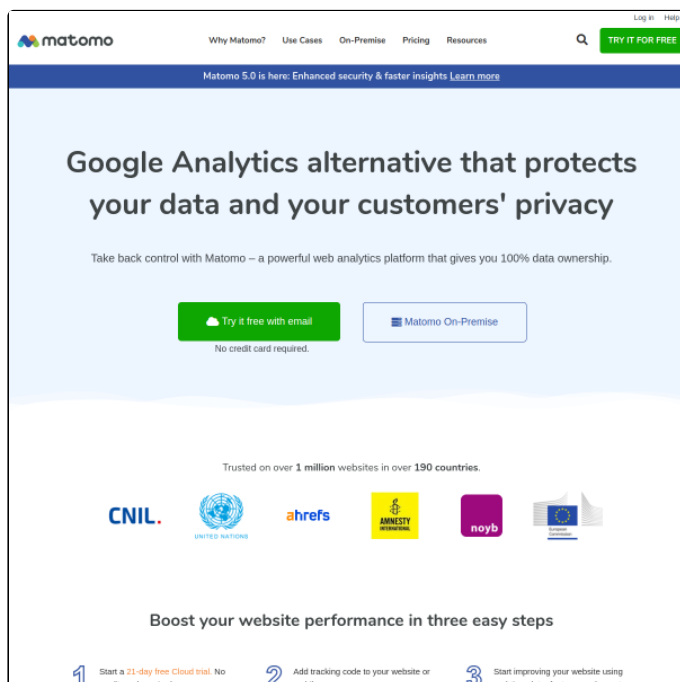 Log in Help
matomo
Why Matomo? Use Cases On-Premise Pricing Resources
TRY IT FOR FREE
Matomo 5.0 is here: Enhanced security & faster insights Learn more
Google Analytics alternative that protects
your data and your customers' privacy
Take back control with Matomo – a powerful web analytics platform that gives you 100% data ownership.
Try it free with email
Matomo On-Premise
No credit card required.
Trusted on over 1 million websites in over 190 countries.
CNIL.
UNITED NATIONS
ahrefs
AMNESTY
INTERNATIONAL
noyb
European
Commission
Boost your website performance in three easy steps
1 Start a 21-day free Cloud trial. No
2 Add tracking code to your website or
3 Start improving your website using